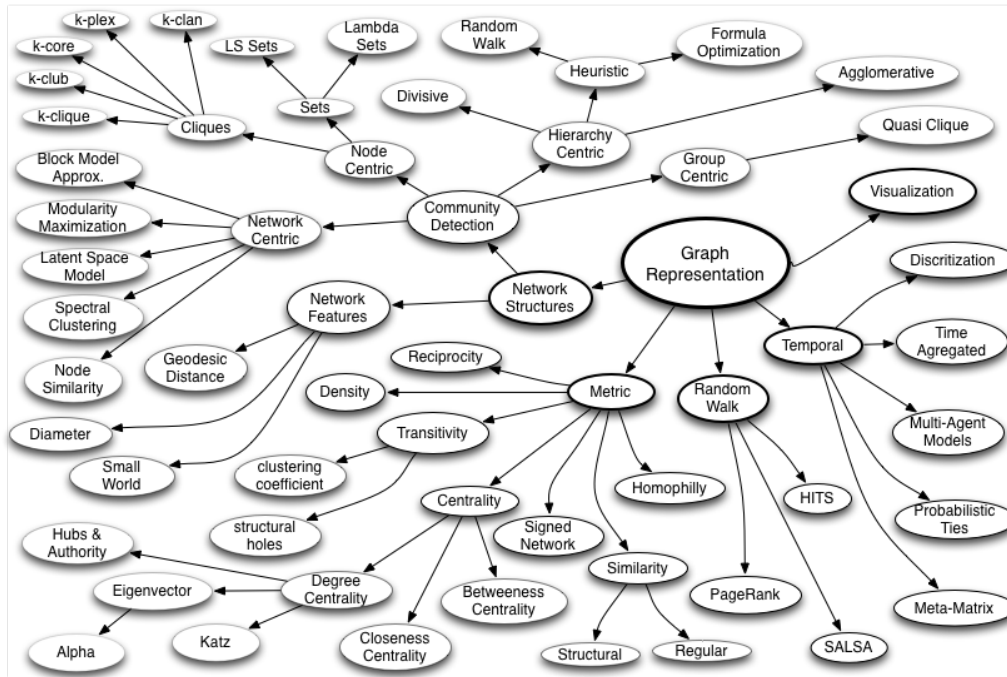 k-plex
k-clan
k-core
LS Sets
Lambda
Sets
Random
Walk
Formula
Optimization
k-club
Heuristic
Agglomerative
k-clique
Cliques
Sets
Divisive
Hierarchy
Centric
Quasi Clique
Block Model
Approx.
Node
Centric
Group
Centric
Visualization
Modularity
Maximization
Network
Centric
Community
Detection
Graph
Representation
Latent Space
Model
Discritization
Spectral
Clustering
Network
Features
Network
Structures
Temporal
Time
Agregated
Node
Similarity
Geodesic
Distance
Reciprocity
Density
Metric
Random
Walk
Diameter
Transitivity
Multi-Agent
Models
Small
World
clustering
coefficient
Centrality
Homophilly
HITS
Hubs &
Authority
structural
holes
Signed
Network
Probabilistic
Ties
Eigenvector
Degree
Centrality
Betweeness
Centrality
Similarity
PageRank
Meta-Matrix
Alpha
Katz
Closeness
Centrality
Structural
Regular
SALSA